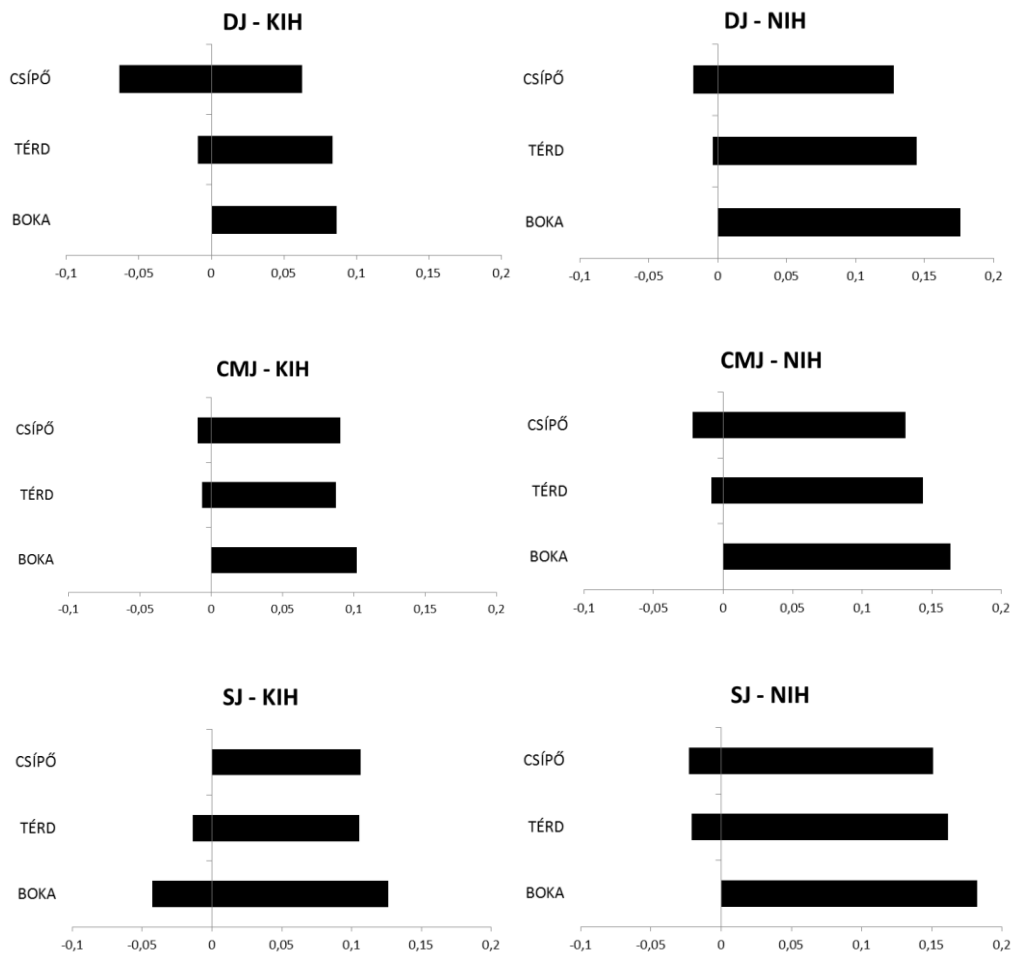 DJ - KIH
CSÍPŐ
TÉRD
BOKA
-0,1 -0,05 0 0,05 0,1 0,15 0,2
DJ - NIH
CSÍPŐ
TÉRD
BOKA
-0,1 -0,05 0 0,05 0,1 0,15 0,2
CMJ - KIH
CSÍPŐ
TÉRD
BOKA
-0,1 -0,05 0 0,05 0,1 0,15 0,2
CMJ - NIH
CSÍPŐ
TÉRD
BOKA
-0,1 -0,05 0 0,05 0,1 0,15 0,2
SJ - KIH
CSÍPŐ
TÉRD
BOKA
-0,1 -0,05 0 0,05 0,1 0,15 0,2
SJ - NIH
CSÍPŐ
TÉRD
BOKA
-0,1 -0,05 0 0,05 0,1 0,15 0,2